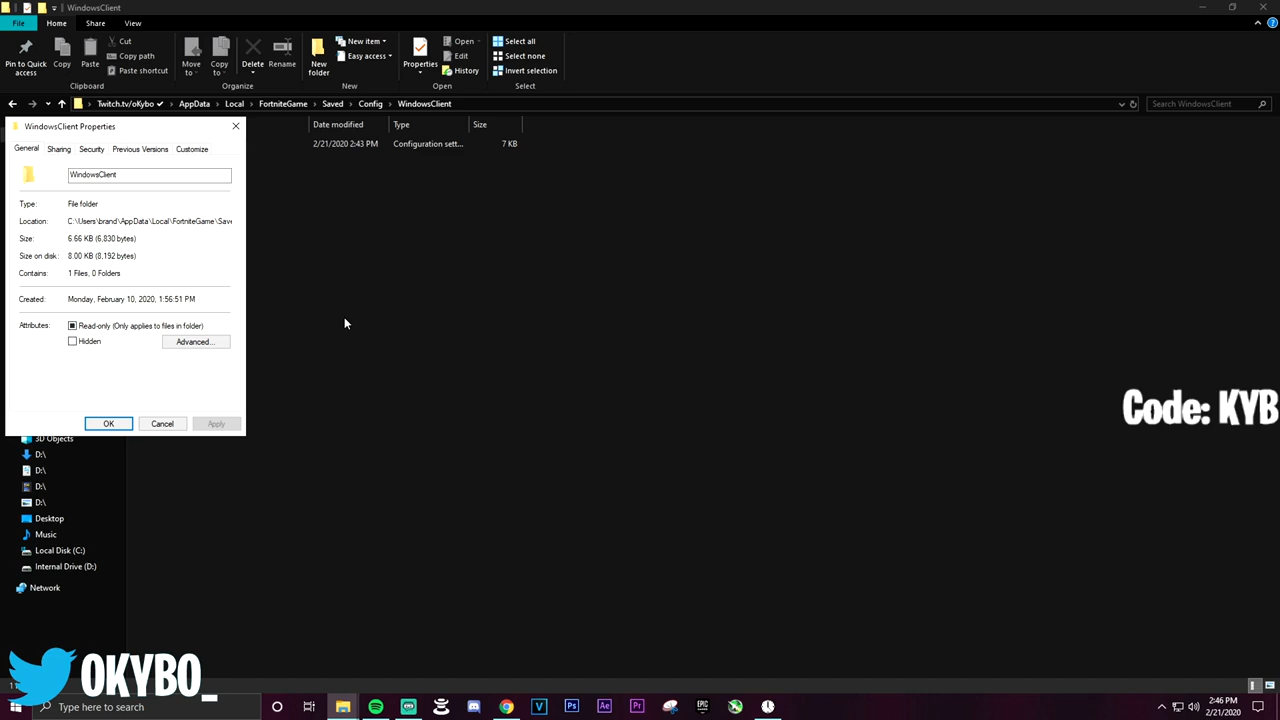 WindowsClient
File Home Share View
Pin to Quick access
Copy
Paste
Cut
Copy path
Paste shortcut
Clipboard
Move to
Copy to
Delete
Rename
Organize
New folder
New item
Easy access
New
Properties
Open
Edit
History
Open
Select all
Select none
Invert selection
Select
Twitch.tv/oKybo AppData Local FortniteGame Saved Config WindowsClient
Search WindowsClient
Date modified Type Size
2/21/2020 2:43 PM Configuration sett... 7 KB
WindowsClient Properties
General Sharing Security Previous Versions Customize
WindowsClient
Type: File folder
Location: C:\Users\brand\AppData\Local\FortniteGame\Save
Size: 6.66 KB (6,830 bytes)
Size on disk: 8.00 KB (8,192 bytes)
Contains: 1 Files, 0 Folders
Created: Monday, February 10, 2020, 1:56:51 PM
Attributes: Read-only (Only applies to files in folder)
Hidden Advanced...
OK Cancel Apply
Code: KYB
3D Objects
D:\
D:\
D:\
D:\
Desktop
Music
Local Disk (C:)
Internal Drive (D:)
Network
OKYBO_
Type here to search
2:46 PM
2/21/2020